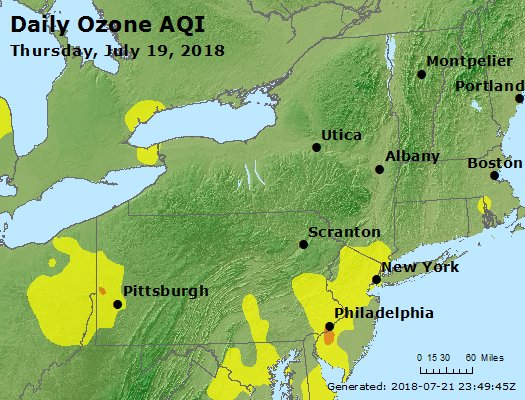 Daily Ozone AQI
Thursday, July 19, 2018
Montpelier
Portland
Utica
Albany
Boston
Scranton
New York
Pittsburgh
Philadelphia
0 15 30 60 Miles
Generated: 2018-07-21 23:49:45Z